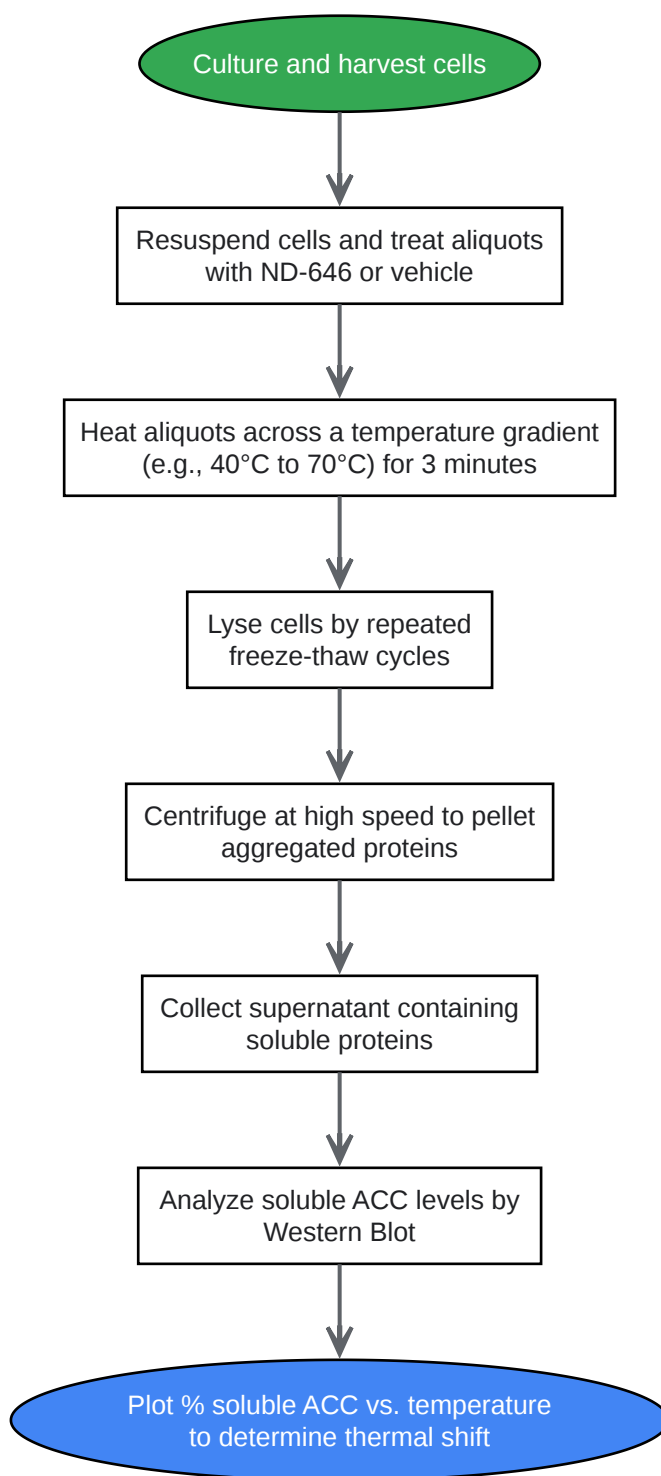 Culture and harvest cells
Resuspend cells and treat aliquots
with ND-646 or vehicle
Heat aliquots across a temperature gradient
(e.g., 40°C to 70°C) for 3 minutes
Lyse cells by repeated
freeze-thaw cycles
Centrifuge at high speed to pellet
aggregated proteins
Collect supernatant containing
soluble proteins
Analyze soluble ACC levels by
Western Blot
Plot % soluble ACC vs. temperature
to determine thermal shift